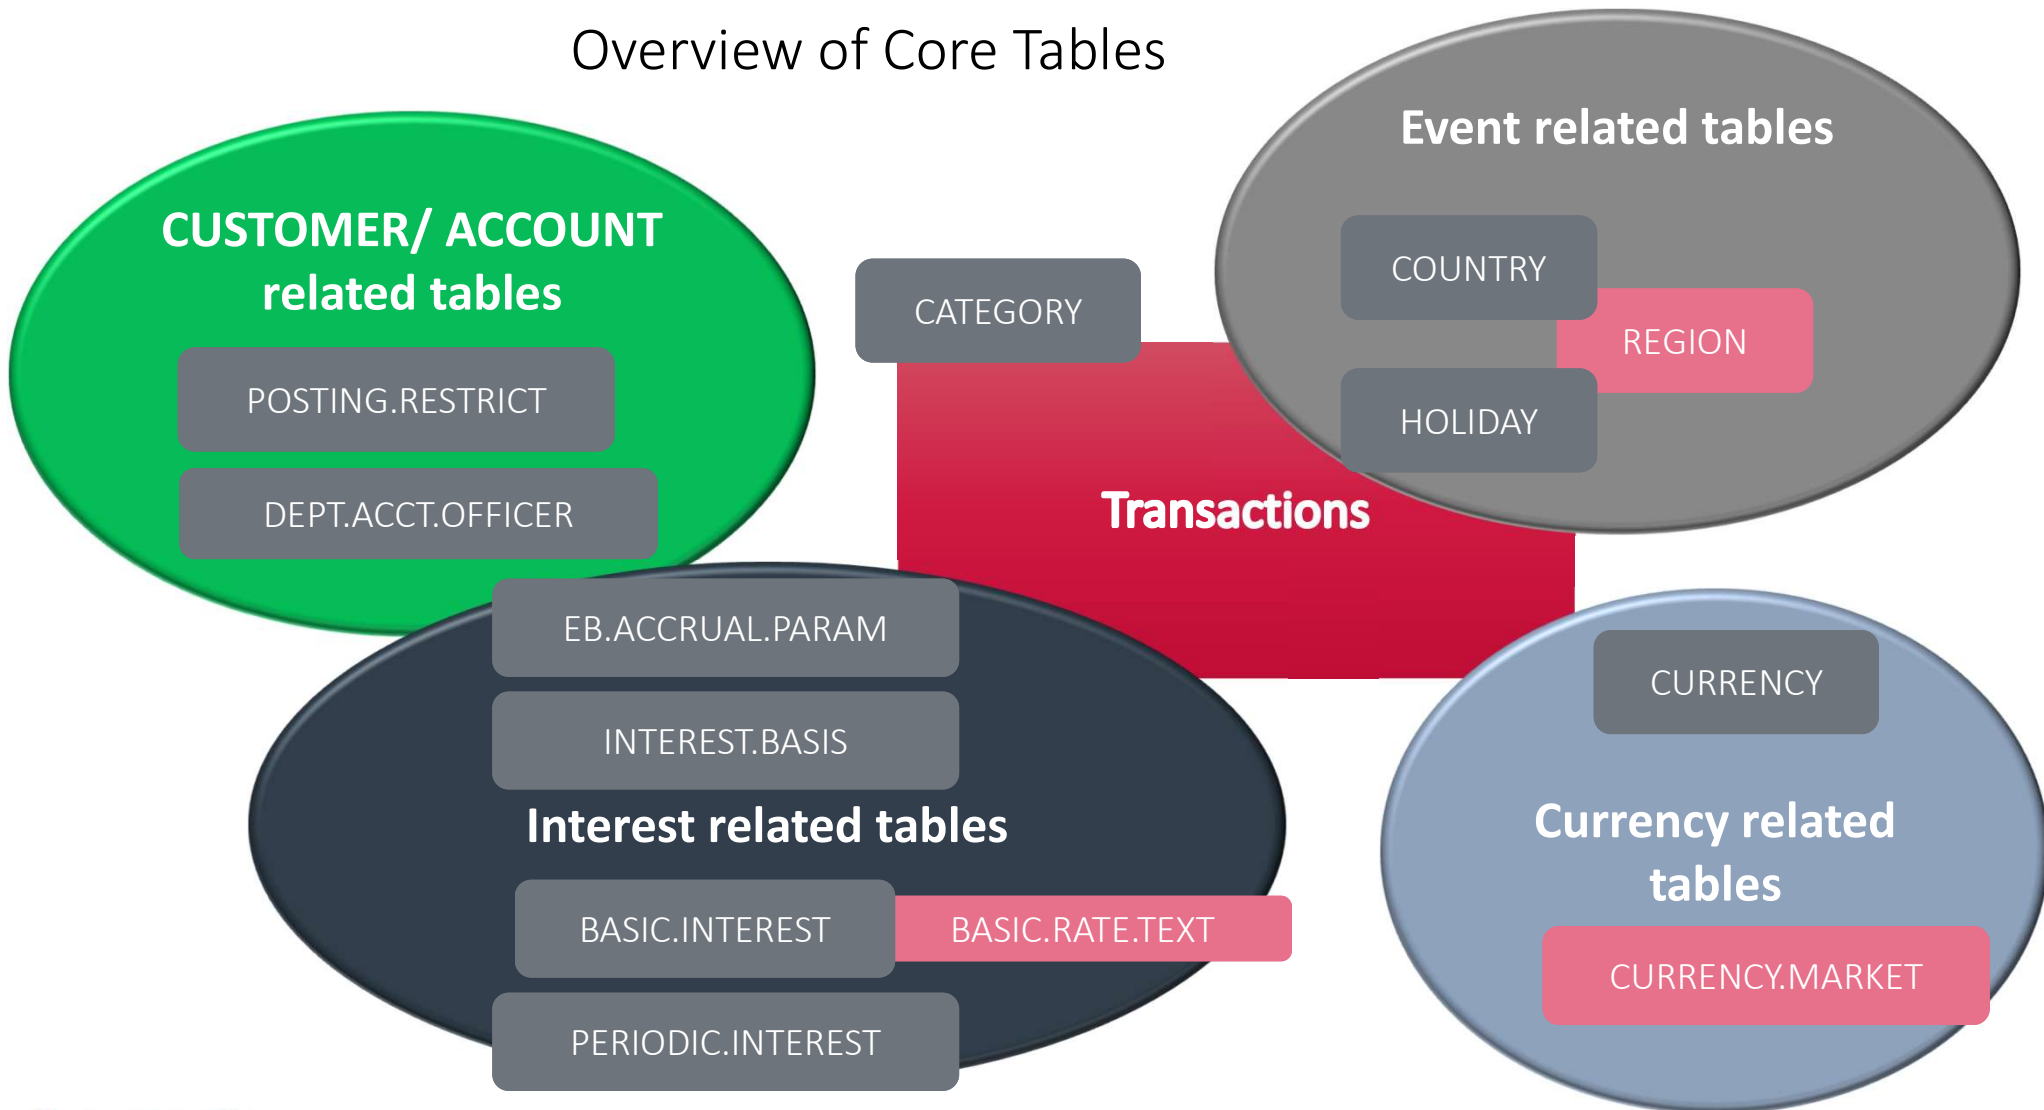 Overview of Core Tables
CUSTOMER/ ACCOUNT
related tables
POSTING.RESTRICT
DEPT.ACCT.OFFICER
CATEGORY
Transactions
Event related tables
COUNTRY
REGION
HOLIDAY
EB.ACCRUAL.PARAM
INTEREST.BASIS
Interest related tables
BASIC.INTEREST
BASIC.RATE.TEXT
PERIODIC.INTEREST
CURRENCY
Currency related
tables
CURRENCY.MARKET